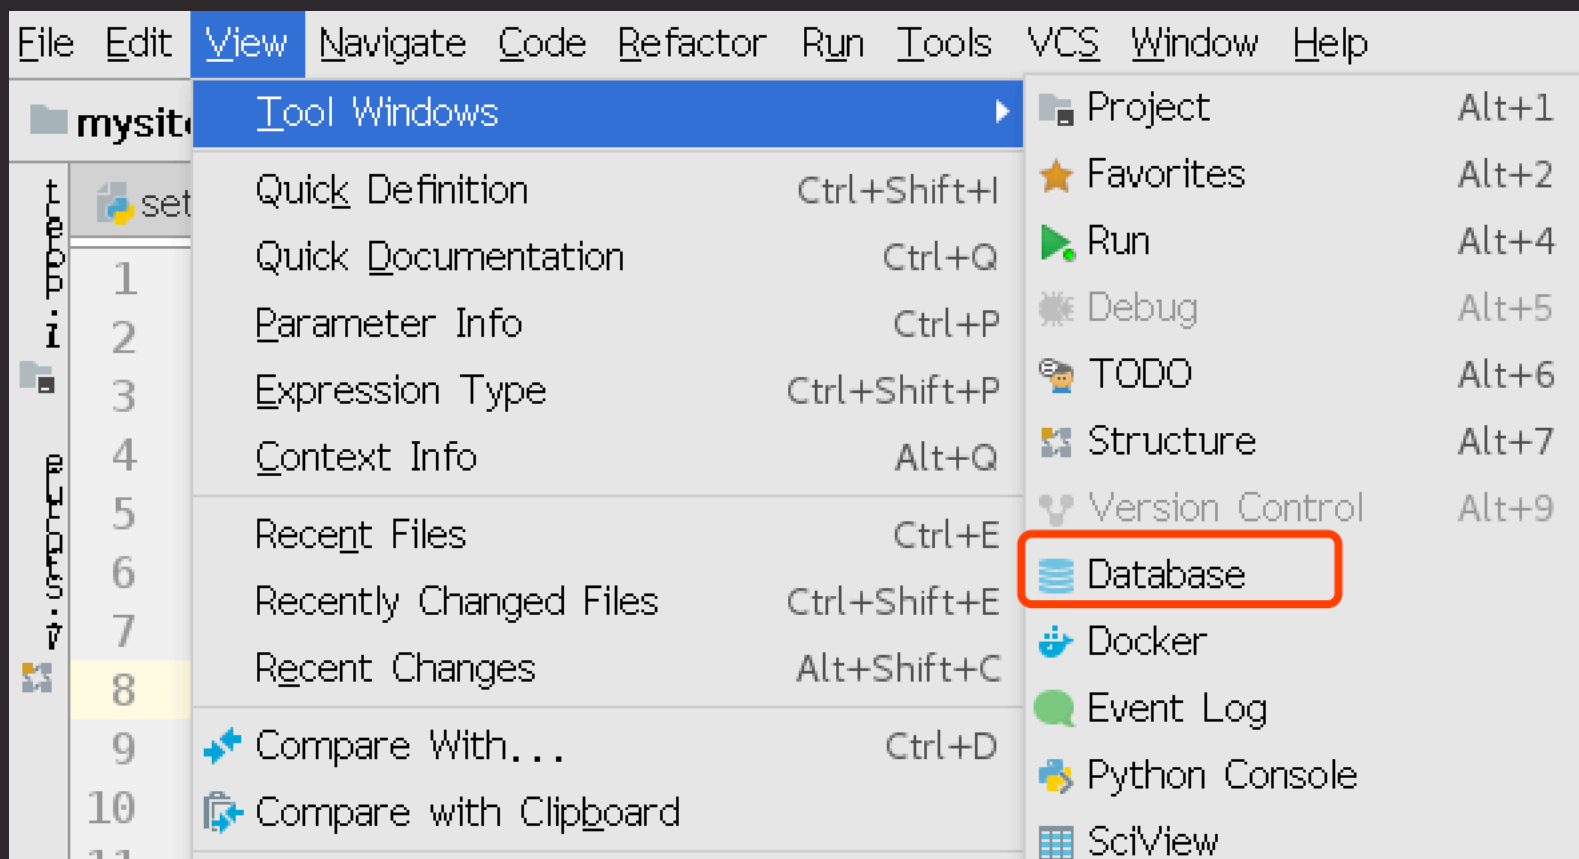 File Edit View Navigate Code Refactor Run Tools VCS Window Help
mysit
set
1
2
3
4
5
6
7
8
9
10
11
Tool Windows
Quick Definition Ctrl+Shift+I
Quick Documentation Ctrl+Q
Parameter Info Ctrl+P
Expression Type Ctrl+Shift+P
Context Info Alt+Q
Recent Files Ctrl+E
Recently Changed Files Ctrl+Shift+E
Recent Changes Alt+Shift+C
Compare With... Ctrl+D
Compare with Clipboard
Project Alt+1
Favorites Alt+2
Run Alt+4
Debug Alt+5
TODO Alt+6
Structure Alt+7
Version Control Alt+9
Database
Docker
Event Log
Python Console
SciView